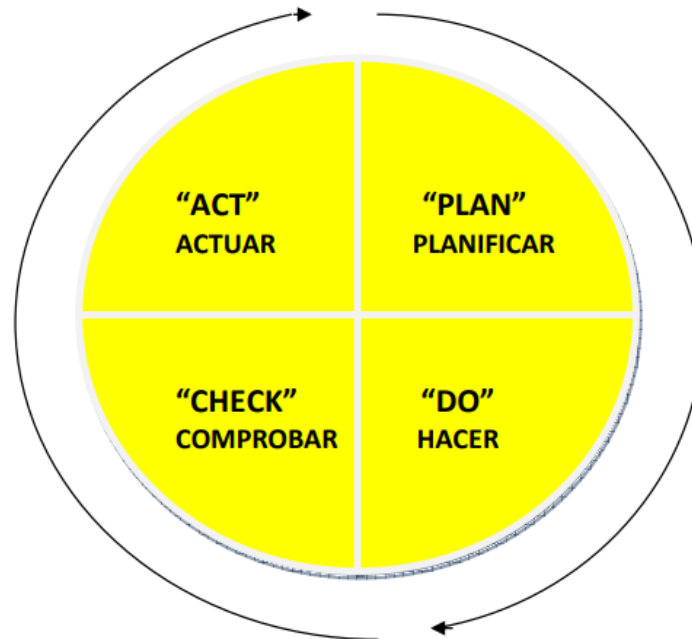 “ACT”
ACTUAR
“PLAN”
PLANIFICAR
“CHECK”
COMPROBAR
“DO”
HACER